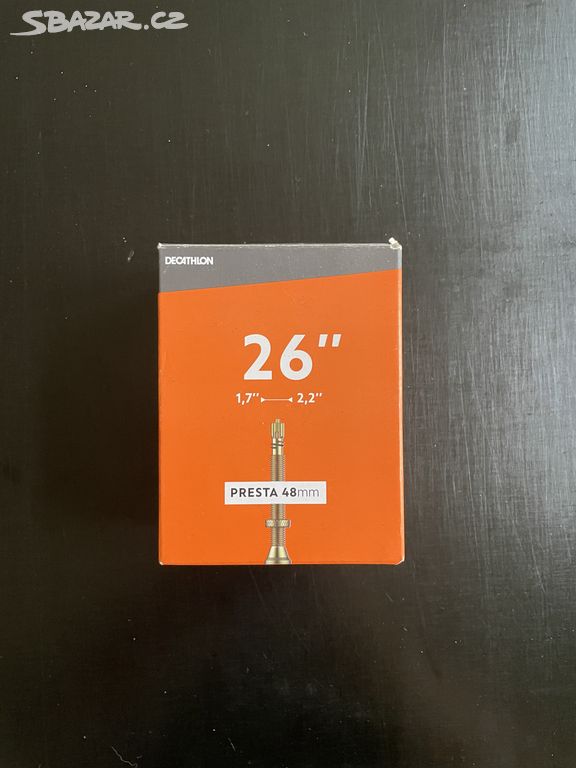 SBAZAR.CZ
DECATHLON
26"
1,7" 2,2"
PRESTA 48mm